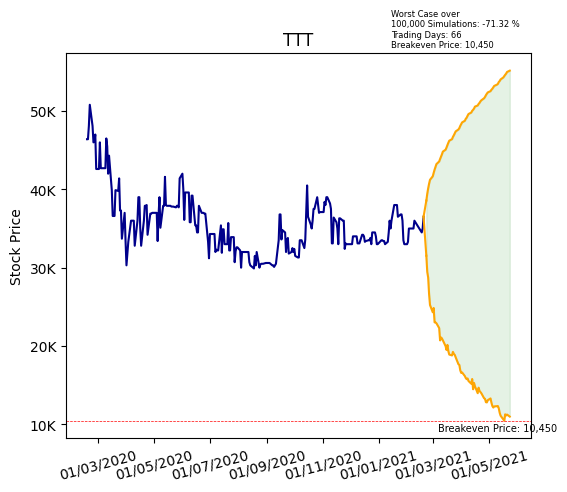 Worst Case over
100,000 Simulations: -71.32 %
Trading Days: 66
Breakeven Price: 10,450
TTT
Stock Price
50K
40K
30K
20K
10K
Breakeven Price: 10,450
01/03/2020
01/05/2020
01/07/2020
01/09/2020
01/11/2020
01/01/2021
01/03/2021
01/05/2021